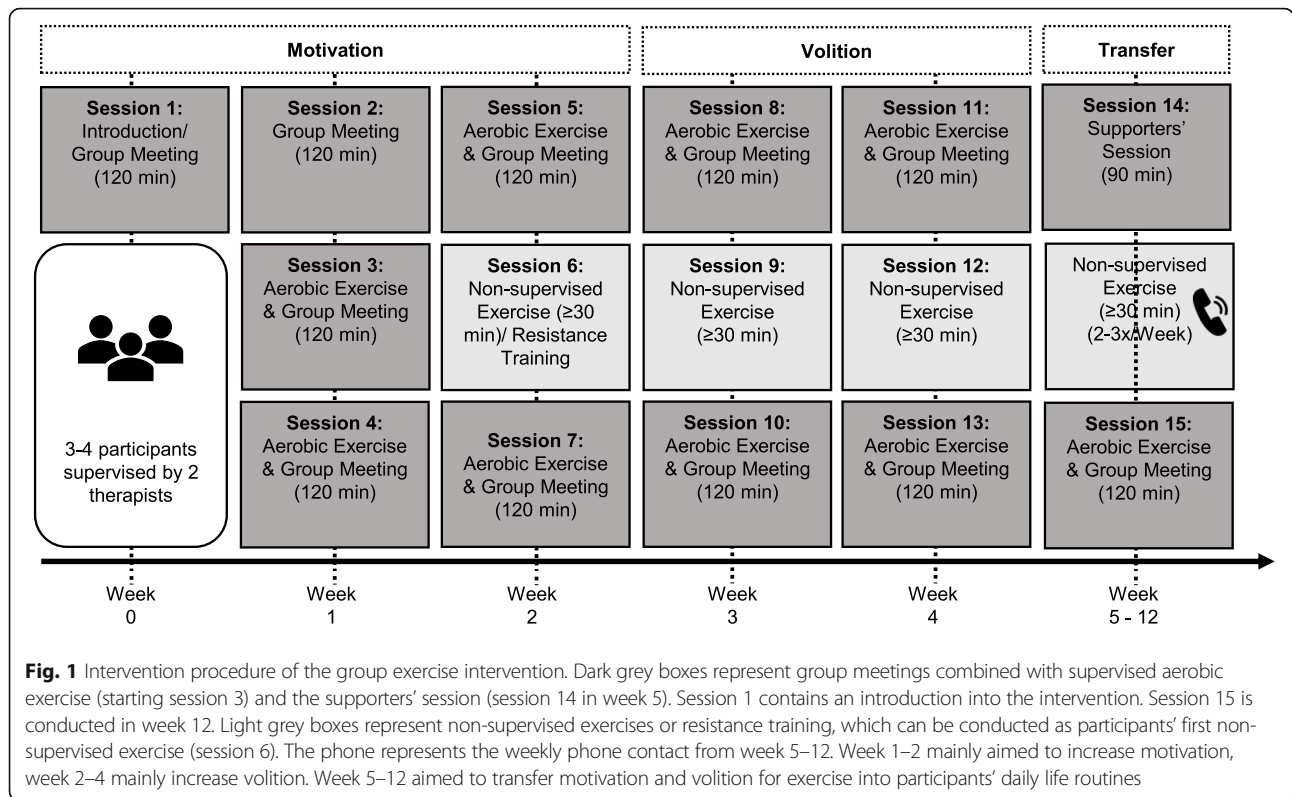 Motivation
Volition
Transfer
Session 1:
Introduction/
Group Meeting
(120 min)
Session 2:
Group Meeting
(120 min)
Session 5:
Aerobic Exercise
& Group Meeting
(120 min)
Session 8:
Aerobic Exercise
& Group Meeting
(120 min)
Session 11:
Aerobic Exercise
& Group Meeting
(120 min)
Session 14:
Supporters'
Session
(90 min)
3-4 participants
supervised by 2
therapists
Session 3:
Aerobic Exercise
& Group Meeting
(120 min)
Session 6:
Non-supervised
Exercise (≥30
min)/ Resistance
Training
Session 9:
Non-supervised
Exercise
(≥30 min)
Session 12:
Non-supervised
Exercise
(≥30 min)
Non-supervised
Exercise
(≥30 min)
(2-3x/Week)
Session 4:
Aerobic Exercise
& Group Meeting
(120 min)
Session 7:
Aerobic Exercise
& Group Meeting
(120 min)
Session 10:
Aerobic Exercise
& Group Meeting
(120 min)
Session 13:
Aerobic Exercise
& Group Meeting
(120 min)
Session 15:
Aerobic Exercise
& Group Meeting
(120 min)
Week
0
Week
1
Week
2
Week
3
Week
4
Week
5 - 12
Fig. 1 Intervention procedure of the group exercise intervention. Dark grey boxes represent group meetings combined with supervised aerobic
exercise (starting session 3) and the supporters' session (session 14 in week 5). Session 1 contains an introduction into the intervention. Session 15 is
conducted in week 12. Light grey boxes represent non-supervised exercises or resistance training, which can be conducted as participants' first non-
supervised exercise (session 6). The phone represents the weekly phone contact from week 5–12. Week 1–2 mainly aimed to increase motivation,
week 2–4 mainly increase volition. Week 5–12 aimed to transfer motivation and volition for exercise into participants' daily life routines